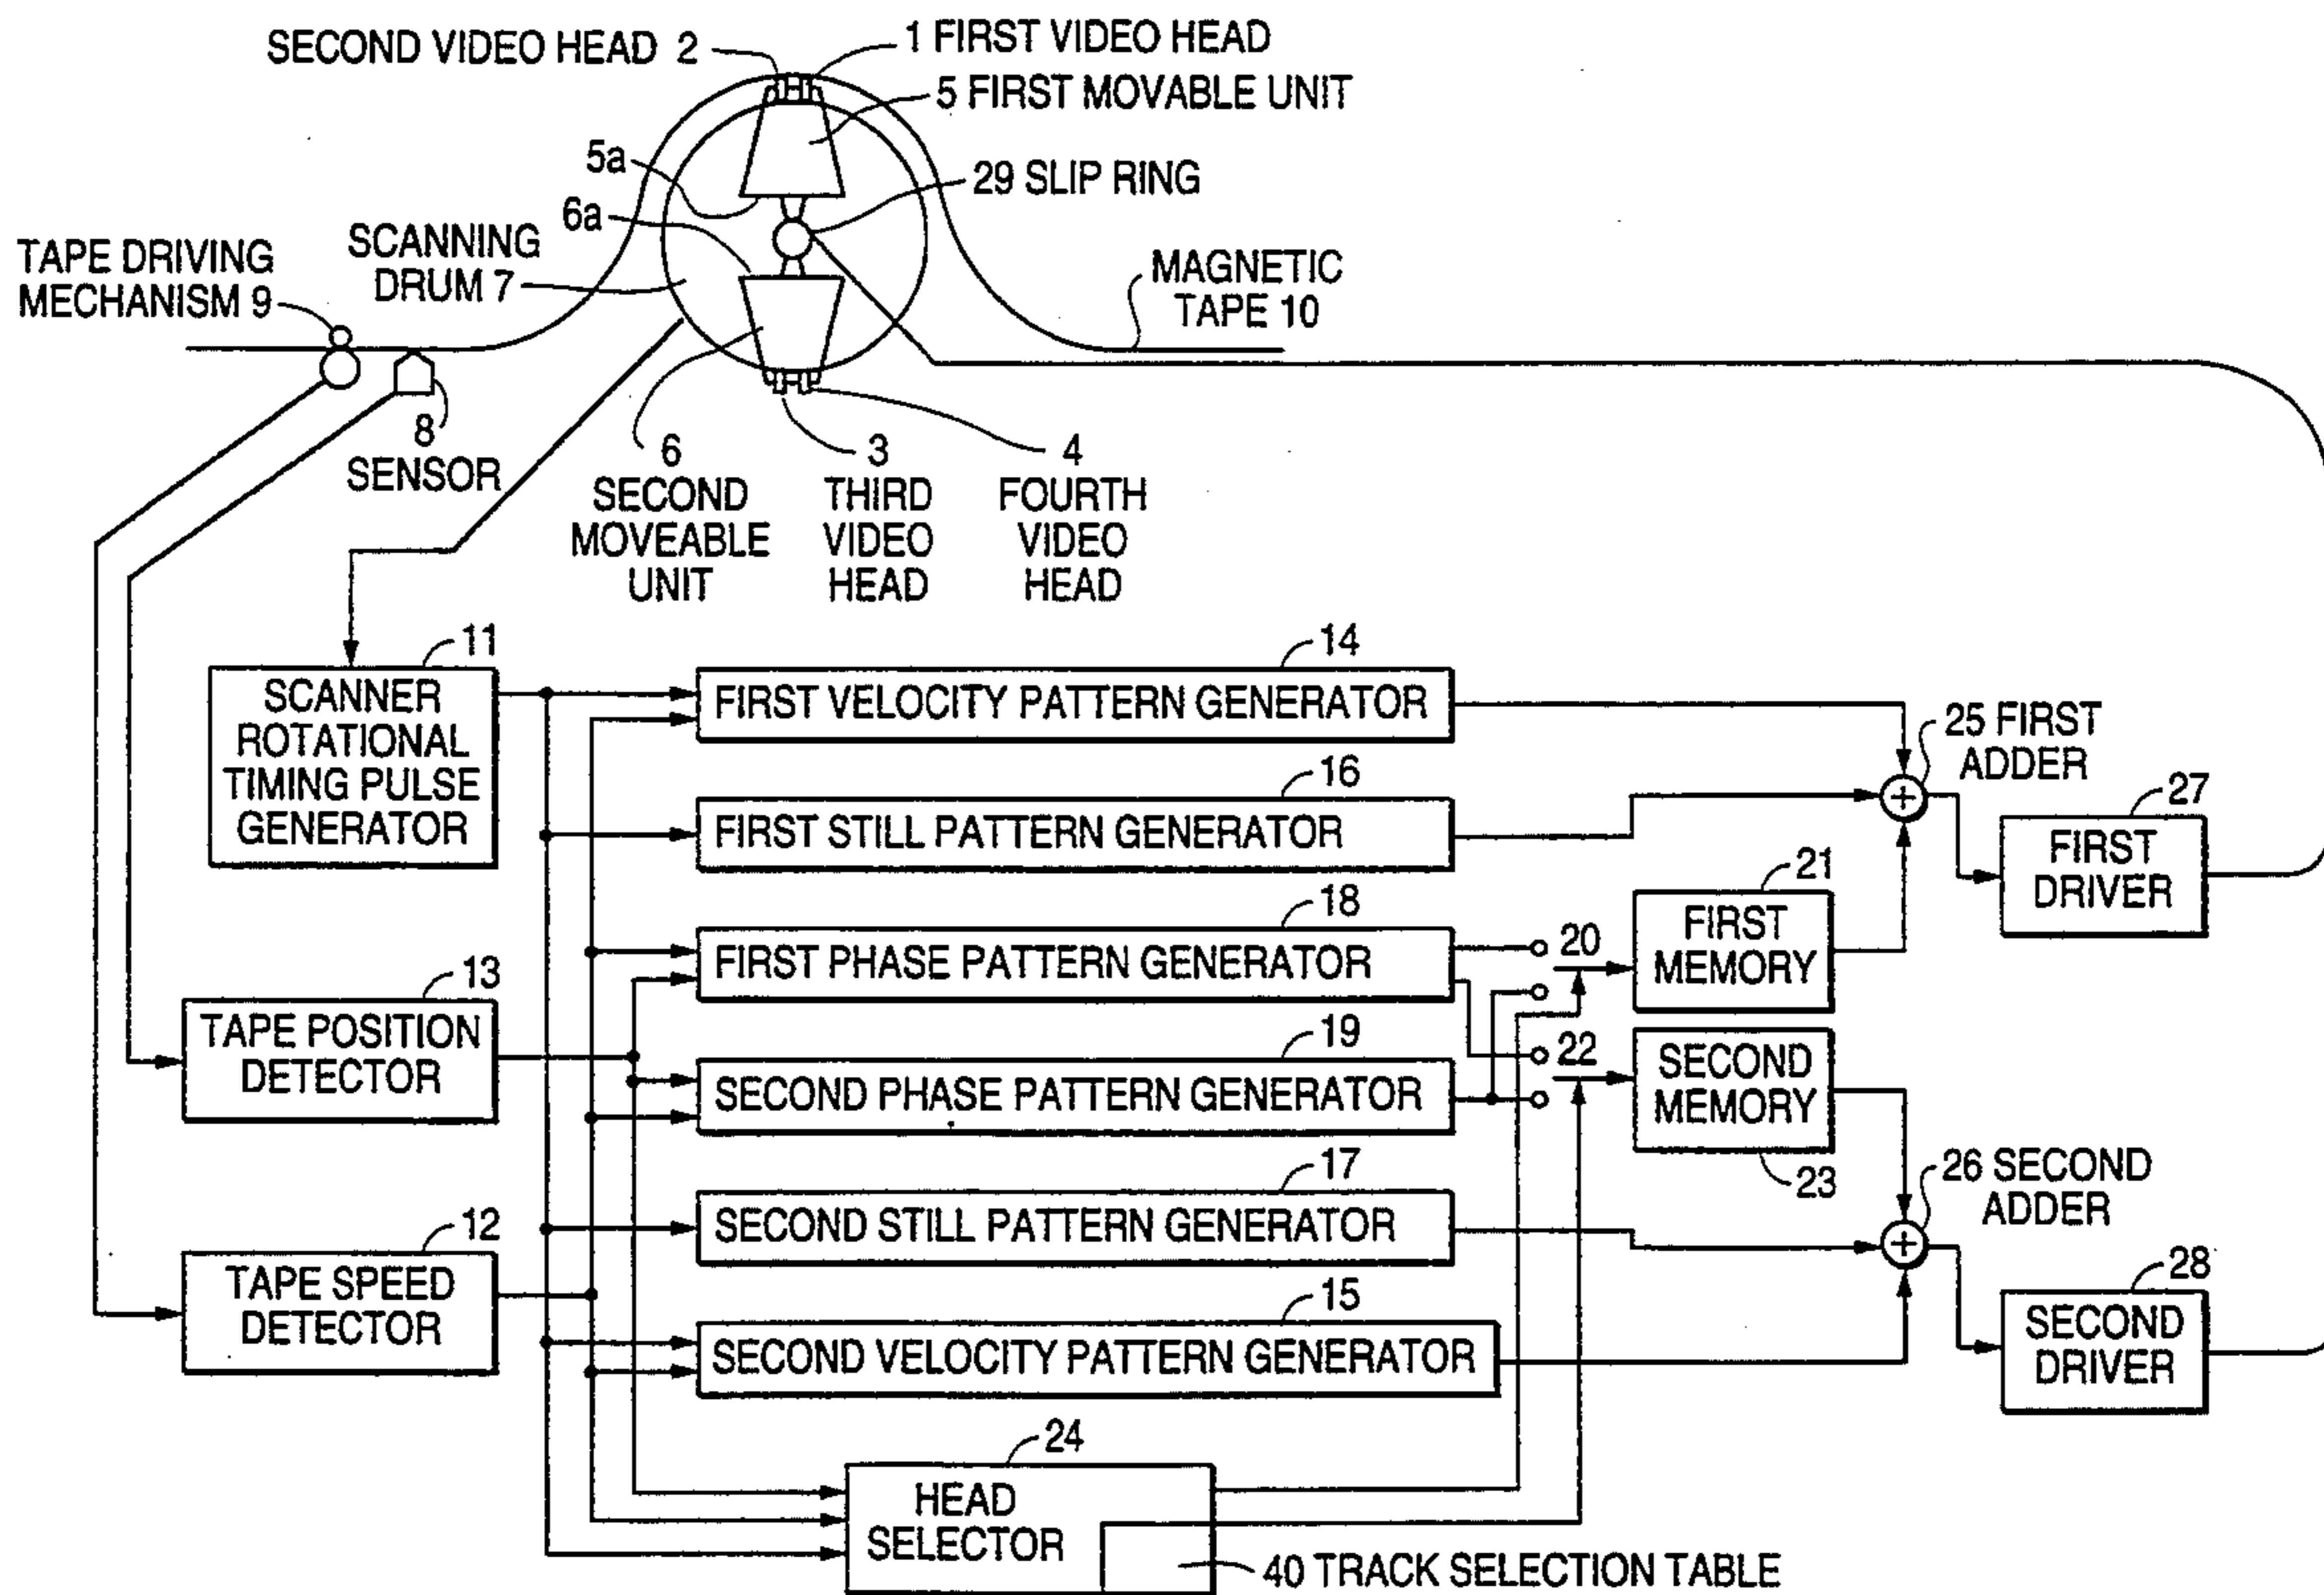 SECOND VIDEO HEAD 2
1 FIRST VIDEO HEAD
5 FIRST MOVABLE UNIT
5a
29 SLIP RING
6a
SCANNING
DRUM 7
TAPE DRIVING
MECHANISM 9
MAGNETIC
TAPE 10
8
SENSOR
6
SECOND
MOVEABLE
UNIT
3
THIRD
VIDEO
HEAD
4
FOURTH
VIDEO
HEAD
11
SCANNER
ROTATIONAL
TIMING PULSE
GENERATOR
14
FIRST VELOCITY PATTERN GENERATOR
25 FIRST
ADDER
16
FIRST STILL PATTERN GENERATOR
27
FIRST
DRIVER
18
FIRST PHASE PATTERN GENERATOR
20
21
FIRST
MEMORY
13
TAPE POSITION
DETECTOR
19
SECOND PHASE PATTERN GENERATOR
22
SECOND
MEMORY
23
17
SECOND STILL PATTERN GENERATOR
26 SECOND
ADDER
12
TAPE SPEED
DETECTOR
15
SECOND VELOCITY PATTERN GENERATOR
28
SECOND
DRIVER
24
HEAD
SELECTOR
40 TRACK SELECTION TABLE